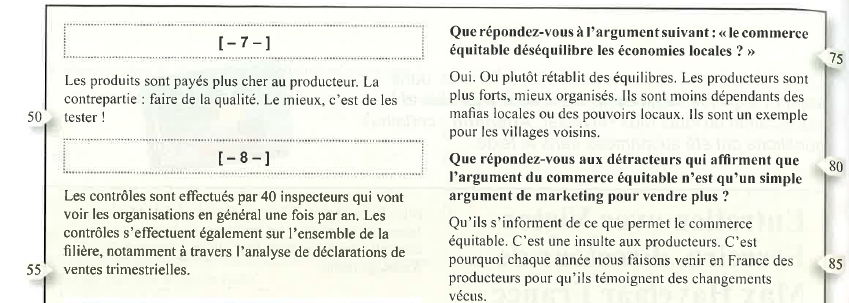 [ – 7 – ]
Les produits sont payés plus cher au producteur. La
contrepartie : faire de la qualité. Le mieux, c'est de les
50 tester !
[ – 8 – ]
Les contrôles sont effectués par 40 inspecteurs qui vont
voir les organisations en général une fois par an. Les
contrôles s'effectuent également sur l'ensemble de la
filière, notamment à travers l'analyse de déclarations de
55 ventes trimestrielles.
Que répondez-vous à l'argument suivant : « le commerce
équitable déséquilibre les économies locales ? »
75
Oui. Ou plutôt rétablit des équilibres. Les producteurs sont
plus forts, mieux organisés. Ils sont moins dépendants des
mafias locales ou des pouvoirs locaux. Ils sont un exemple
pour les villages voisins.
Que répondez-vous aux détracteurs qui affirment que
80
l'argument du commerce équitable n'est qu'un simple
argument de marketing pour vendre plus ?
Qu'ils s'informent de ce que permet le commerce
équitable. C'est une insulte aux producteurs. C'est
pourquoi chaque année nous faisons venir en France des
85
producteurs pour qu'ils témoignent des changements
vécus.